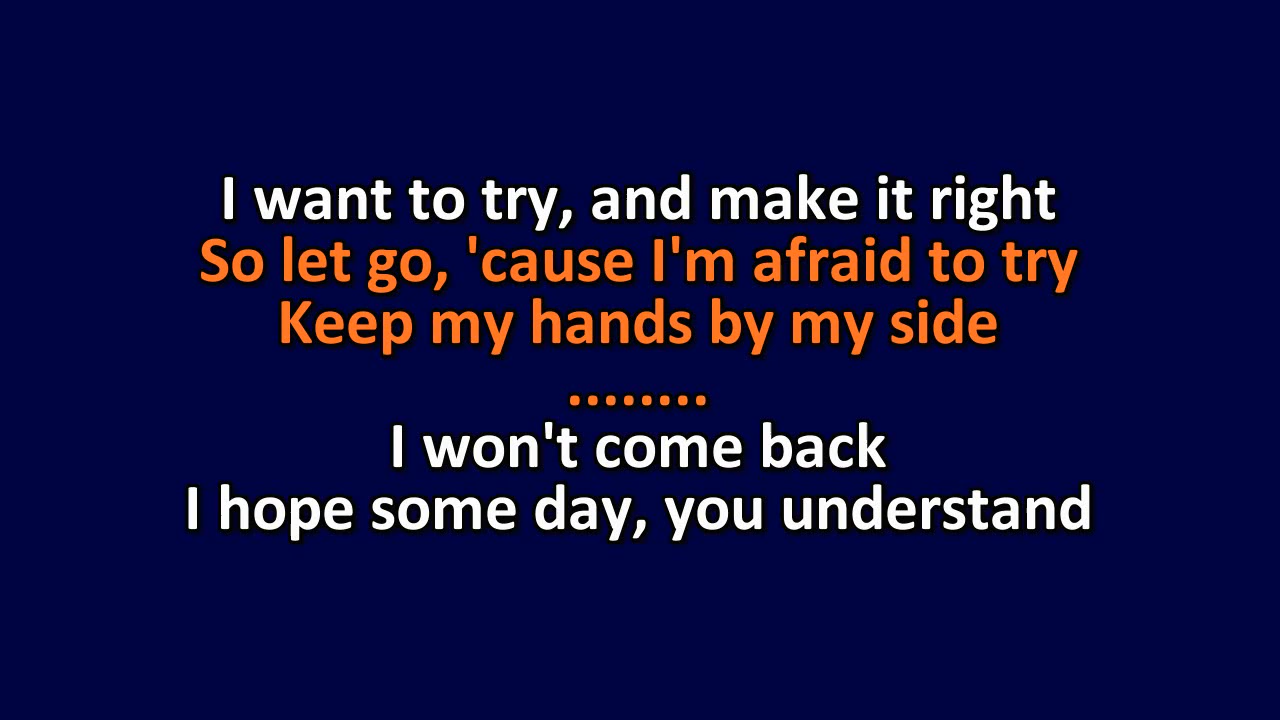 I want to try, and make it right
So let go, 'cause I'm afraid to try
Keep my hands by my side
........
I won't come back
I hope some day, you understand